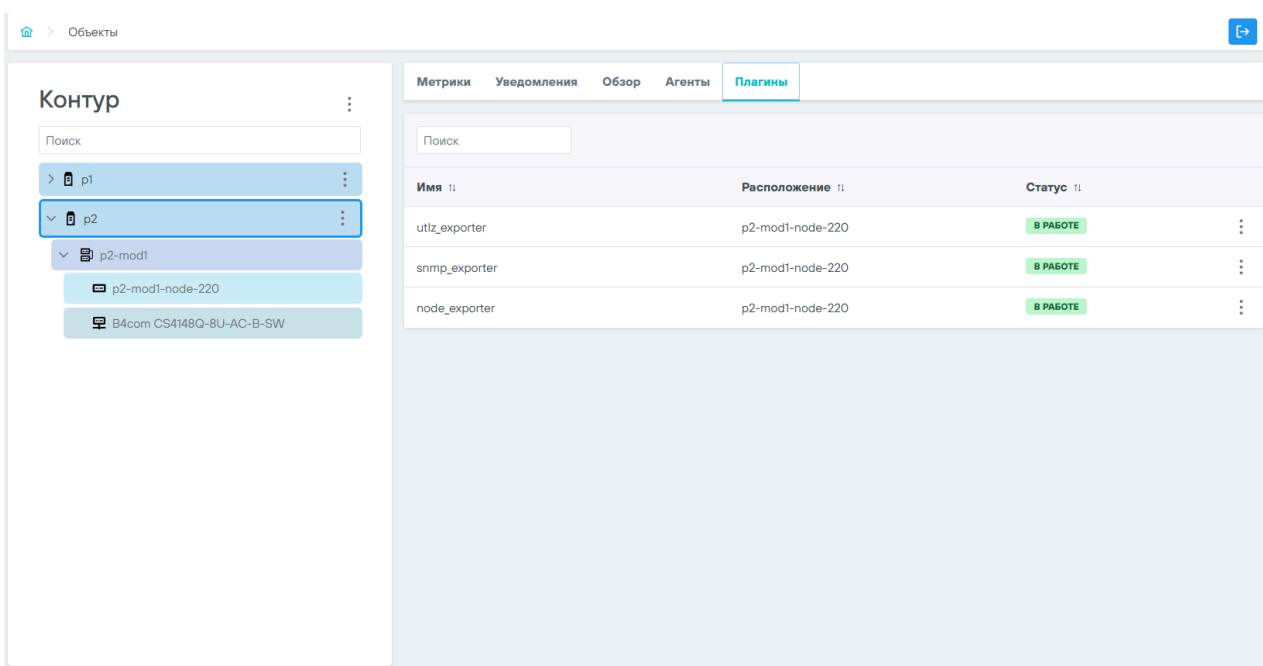 Объекты
Контур
Поиск
p1
p2
p2-mod1
p2-mod1-node-220
B4com CS4148Q-8U-AC-B-SW
Метрики Уведомления Обзор Агенты Плагины
Поиск
Имя Расположение Статус
utlz_exporter p2-mod1-node-220 В РАБОТЕ
snmp_exporter p2-mod1-node-220 В РАБОТЕ
node_exporter p2-mod1-node-220 В РАБОТЕ